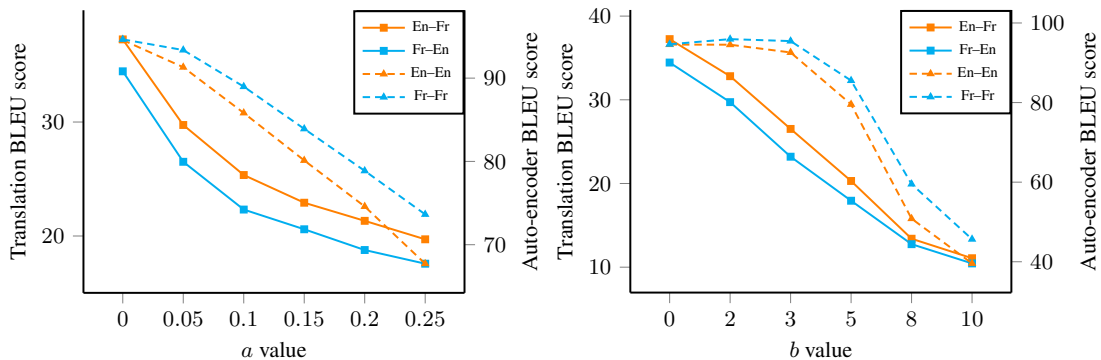 Translation BLEU score
30
20
0
0.05
0.1
0.15
0.2
0.25
a value
90
80
70
Auto-encoder BLEU score
En–Fr
Fr–En
En–En
Fr–Fr
Translation BLEU score
40
30
20
10
0
2
3
5
8
10
b value
100
80
60
40
Auto-encoder BLEU score
En–Fr
Fr–En
En–En
Fr–Fr